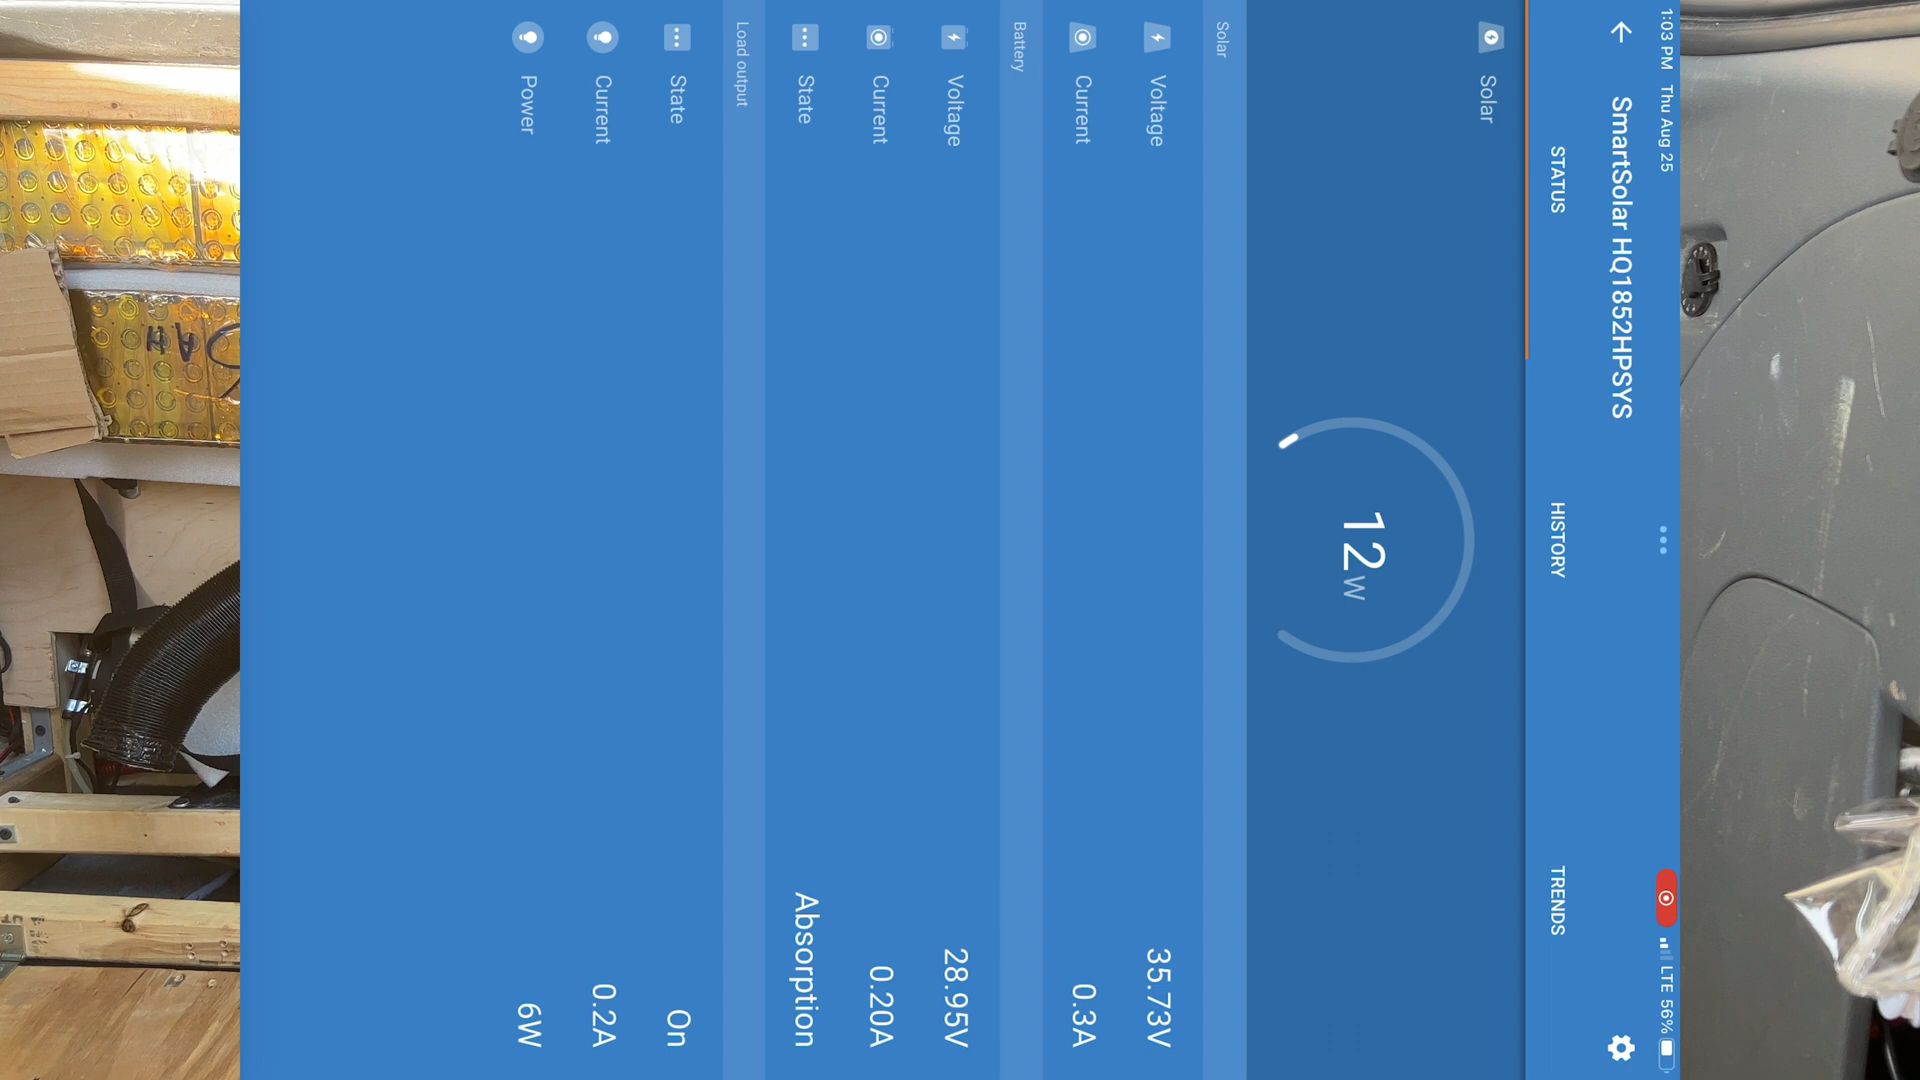 1:03 PM Thu Aug 25
LTE 56%
SmartSolar HQ1852HPSYS
STATUS
HISTORY
TRENDS
Solar
12W
Solar
Voltage 35.73V
Current 0.3A
Battery
Voltage 28.95V
Current 0.20A
State Absorption
Load output
State On
Current 0.2A
Power 6W
AH